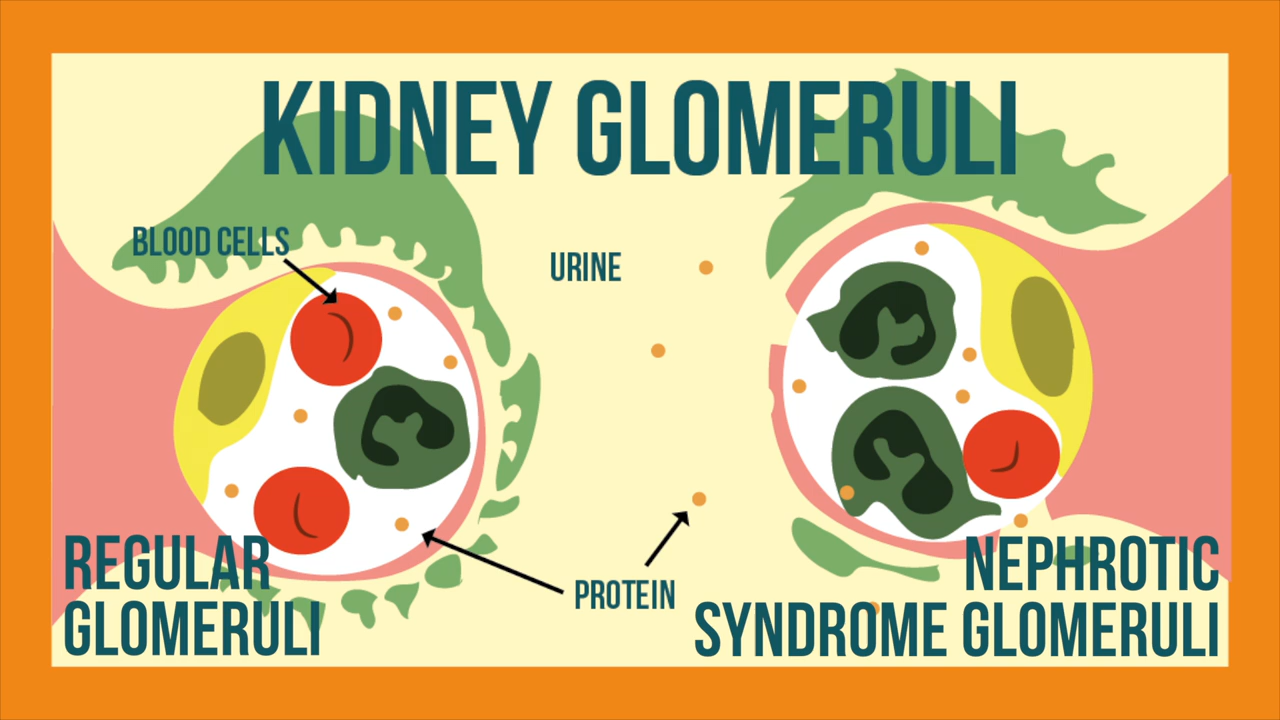 KIDNEY GLOMERULI
BLOOD CELLS
URINE
PROTEIN
REGULAR
GLOMERULI
NEPHROTIC
SYNDROME GLOMERULI